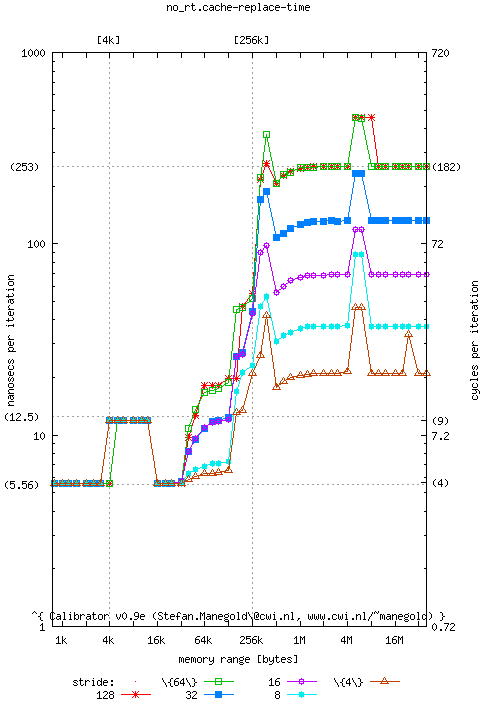 no_rt.cache-replace-time
[4k] [256k]
1000 720
(253) (182)
100 72
nanosecs per iteration
cycles per iteration
(12.5) (9)
10 7.2
(5.56) (4)
^{ Calibrator v0.9e (Stefan.Manegold\@cwi.nl, www.cwi.nl/~manegold) }
1 0.72
1k 4k 16k 64k 256k 1M 4M 16M
memory range [bytes]
stride: \{64\} 16 \{4\}
128 32 8